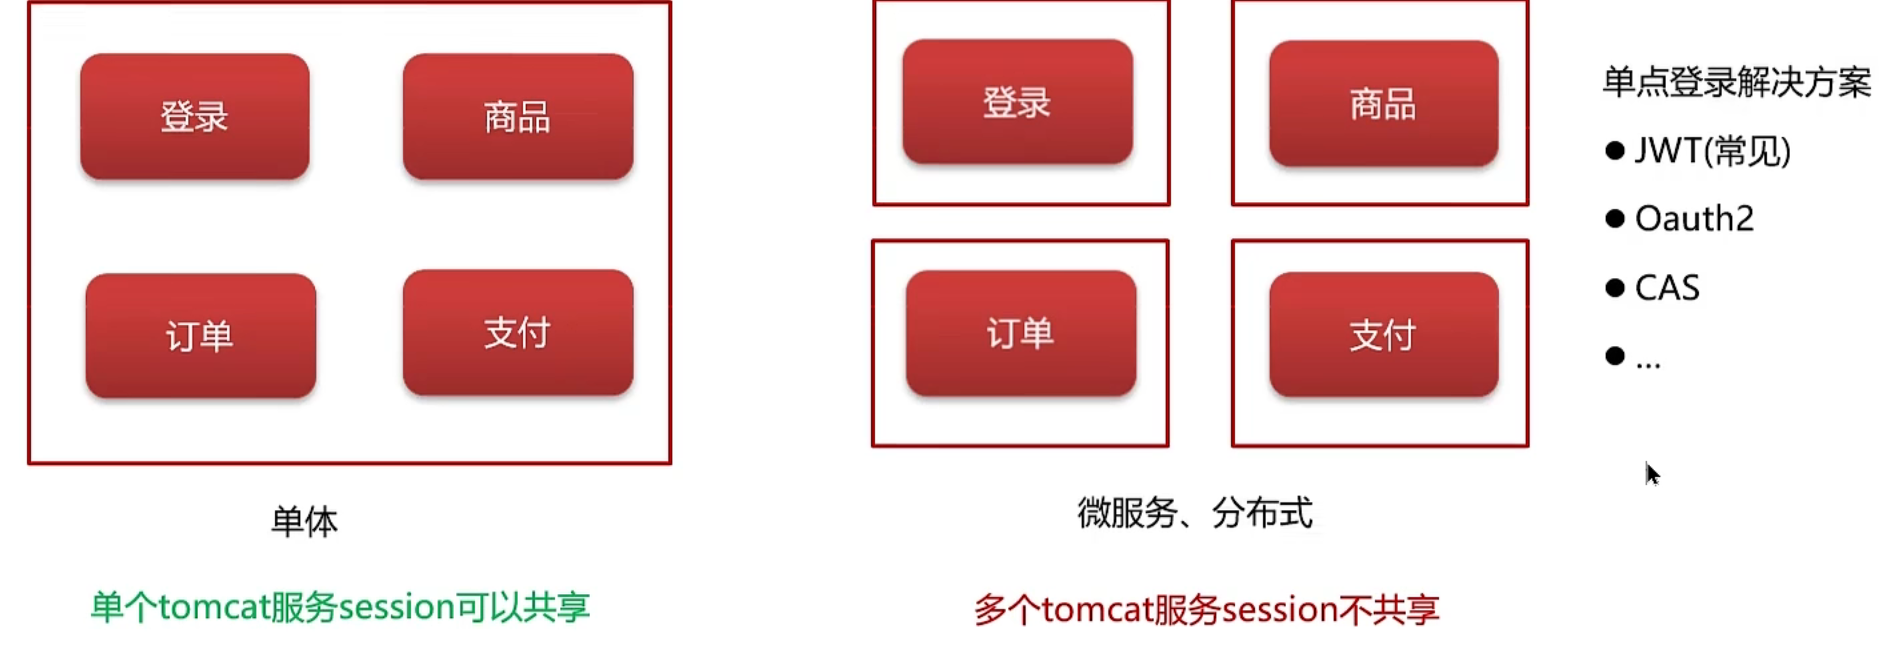 登录
商品
订单
支付
单体
单个tomcat服务session可以共享
登录
商品
订单
支付
微服务、分布式
多个tomcat服务session不共享
单点登录解决方案
● JWT(常见)
● Oauth2
● CAS
● ...